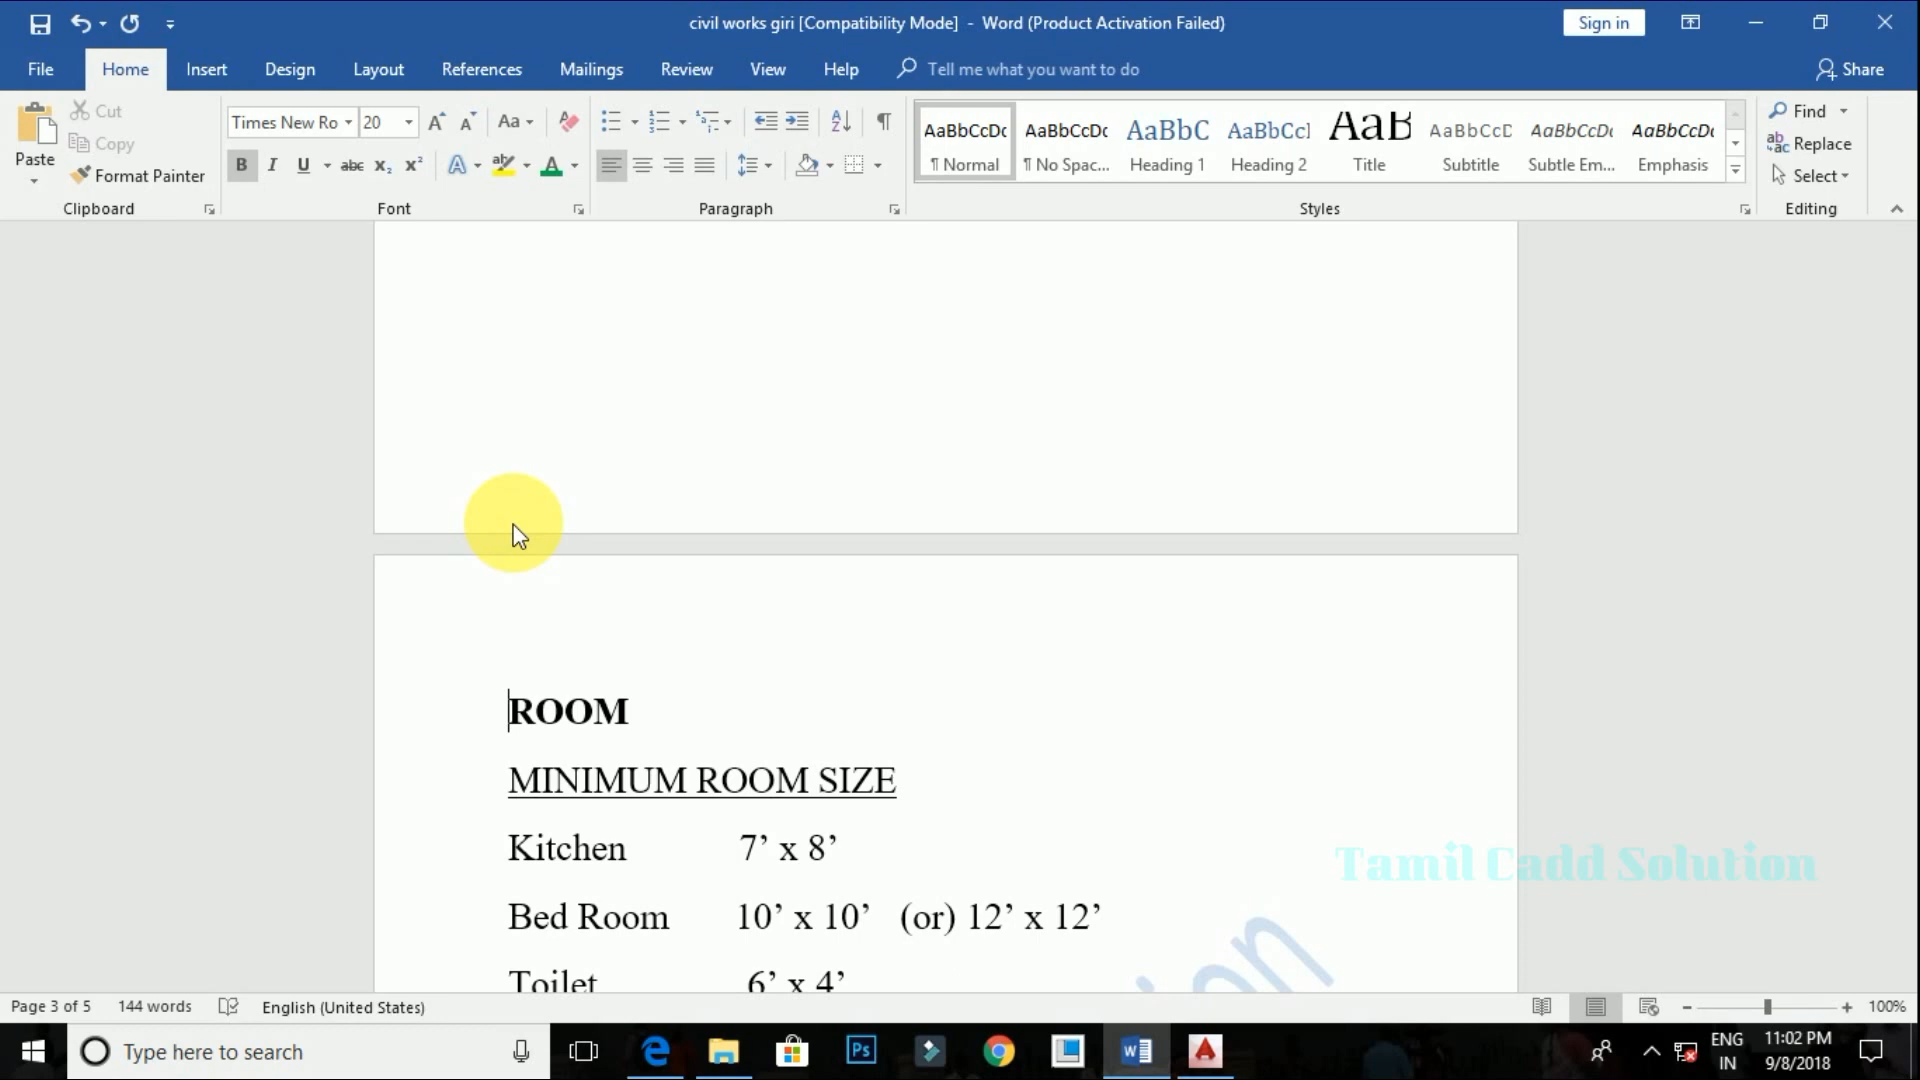 civil works giri [Compatibility Mode] - Word (Product Activation Failed)
Sign in
File Home Insert Design Layout References Mailings Review View Help Tell me what you want to do Share
Paste
Cut
Copy
Format Painter
Clipboard
Times New Ro 20
Font
Paragraph
AaBbCcDc AaBbCcDc AaBbC AaBbCcI AaB AaBbCcD AaBbCcDc AaBbCcDc
¶ Normal ¶ No Spac... Heading 1 Heading 2 Title Subtitle Subtle Em... Emphasis
Styles
Find
Replace
Select
Editing
ROOM
MINIMUM ROOM SIZE
Kitchen 7’ x 8’
Bed Room 10’ x 10’ (or) 12’ x 12’
Toilet 6’ x 4’
Tamil Cadd Solution
Page 3 of 5 144 words English (United States) 100%
Type here to search
ENG
IN
11:02 PM
9/8/2018